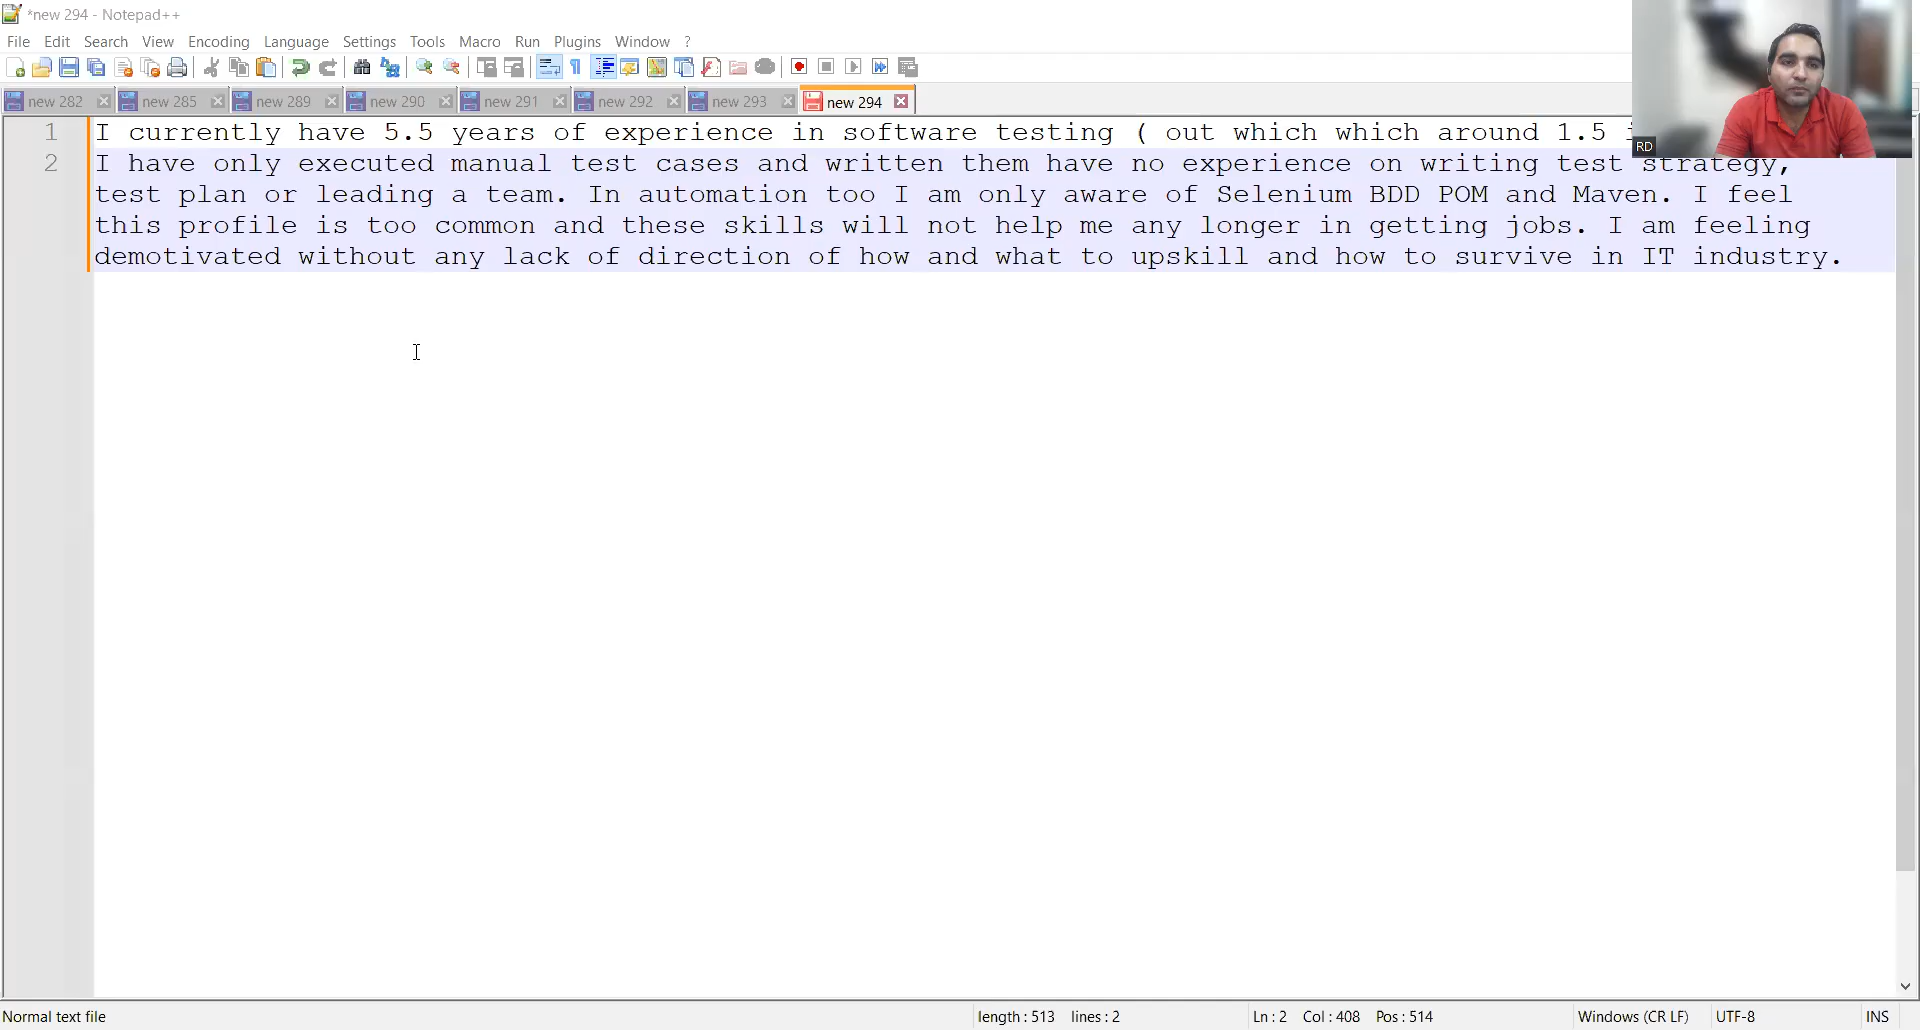 *new 294 - Notepad++
File Edit Search View Encoding Language Settings Tools Macro Run Plugins Window ?
new 282 new 285 new 289 new 290 new 291 new 292 new 293 new 294
1 I currently have 5.5 years of experience in software testing ( out which which around 1.5
RD
2 I have only executed manual test cases and written them have no experience on writing test strategy,
test plan or leading a team. In automation too I am only aware of Selenium BDD POM and Maven. I feel
this profile is too common and these skills will not help me any longer in getting jobs. I am feeling
demotivated without any lack of direction of how and what to upskill and how to survive in IT industry.
Normal text file length : 513 lines : 2 Ln : 2 Col : 408 Pos : 514 Windows (CR LF) UTF-8 INS